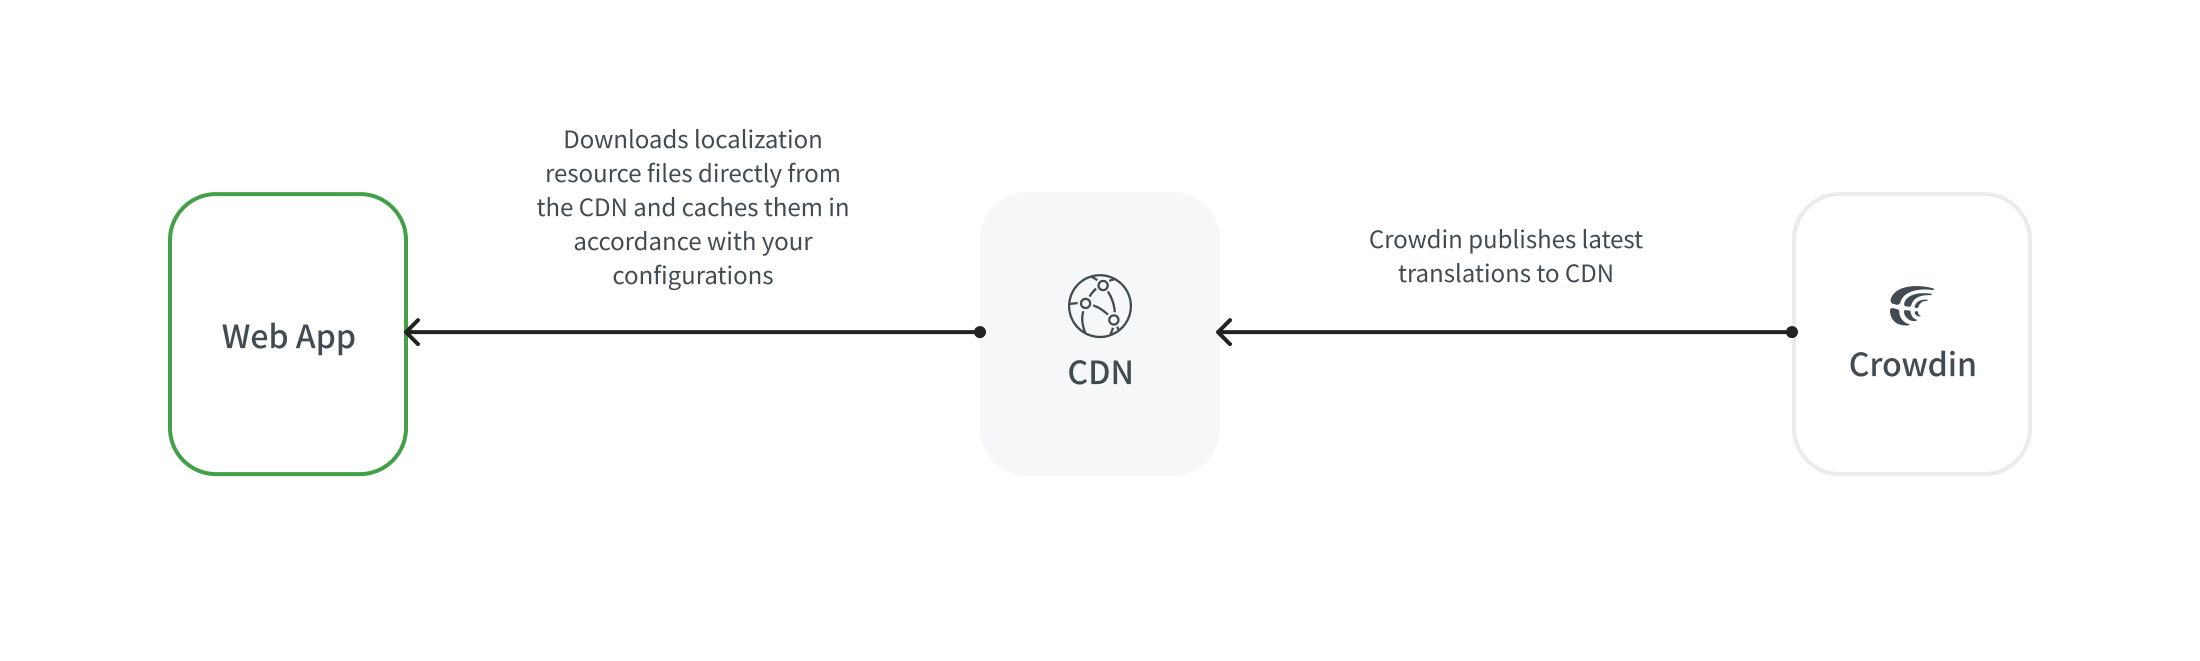 Downloads localization
resource files directly from
the CDN and caches them in
accordance with your
configurations
Crowdin publishes latest
translations to CDN
Web App
CDN
Crowdin